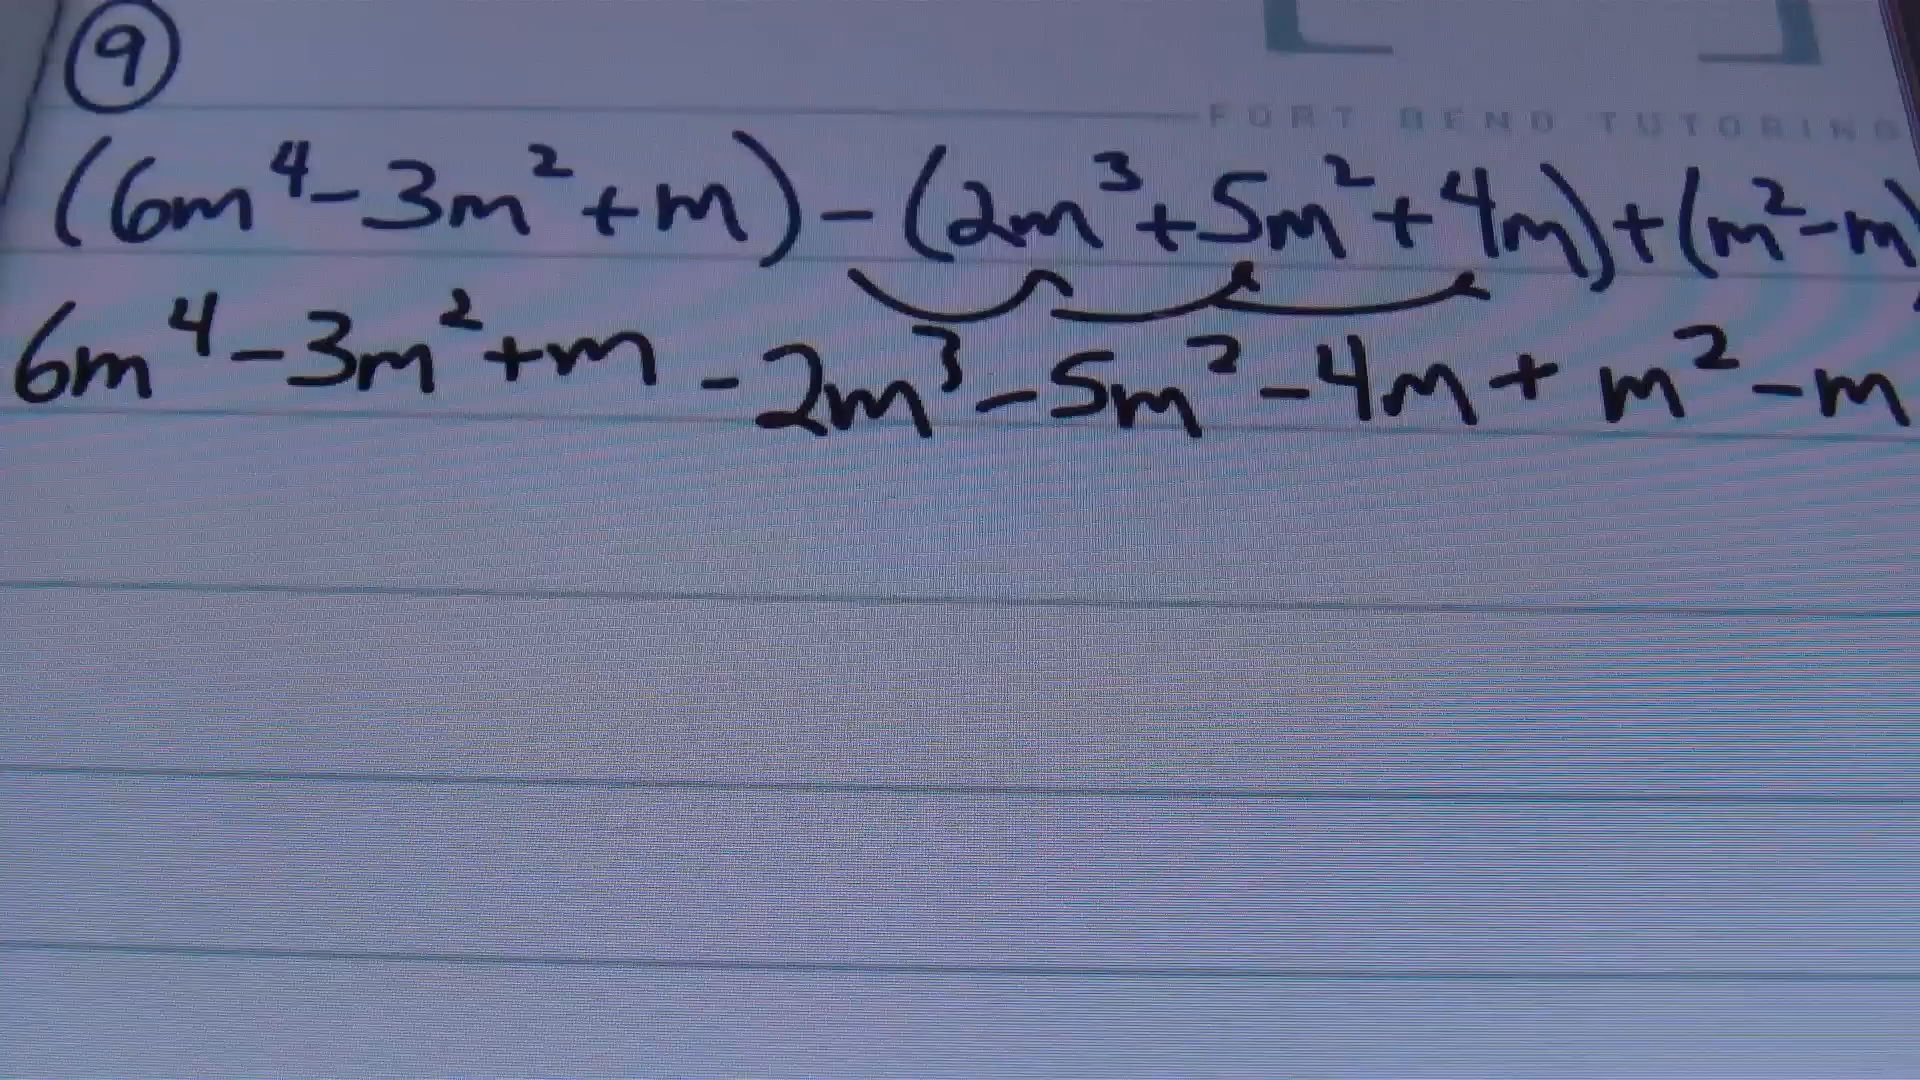 9
FORT BEND TUTORING
(6m⁴-3m²+m)-(2m³+5m²+4m)+(m²-m)
6m⁴-3m²+m-2m³-5m²-4m+m²-m